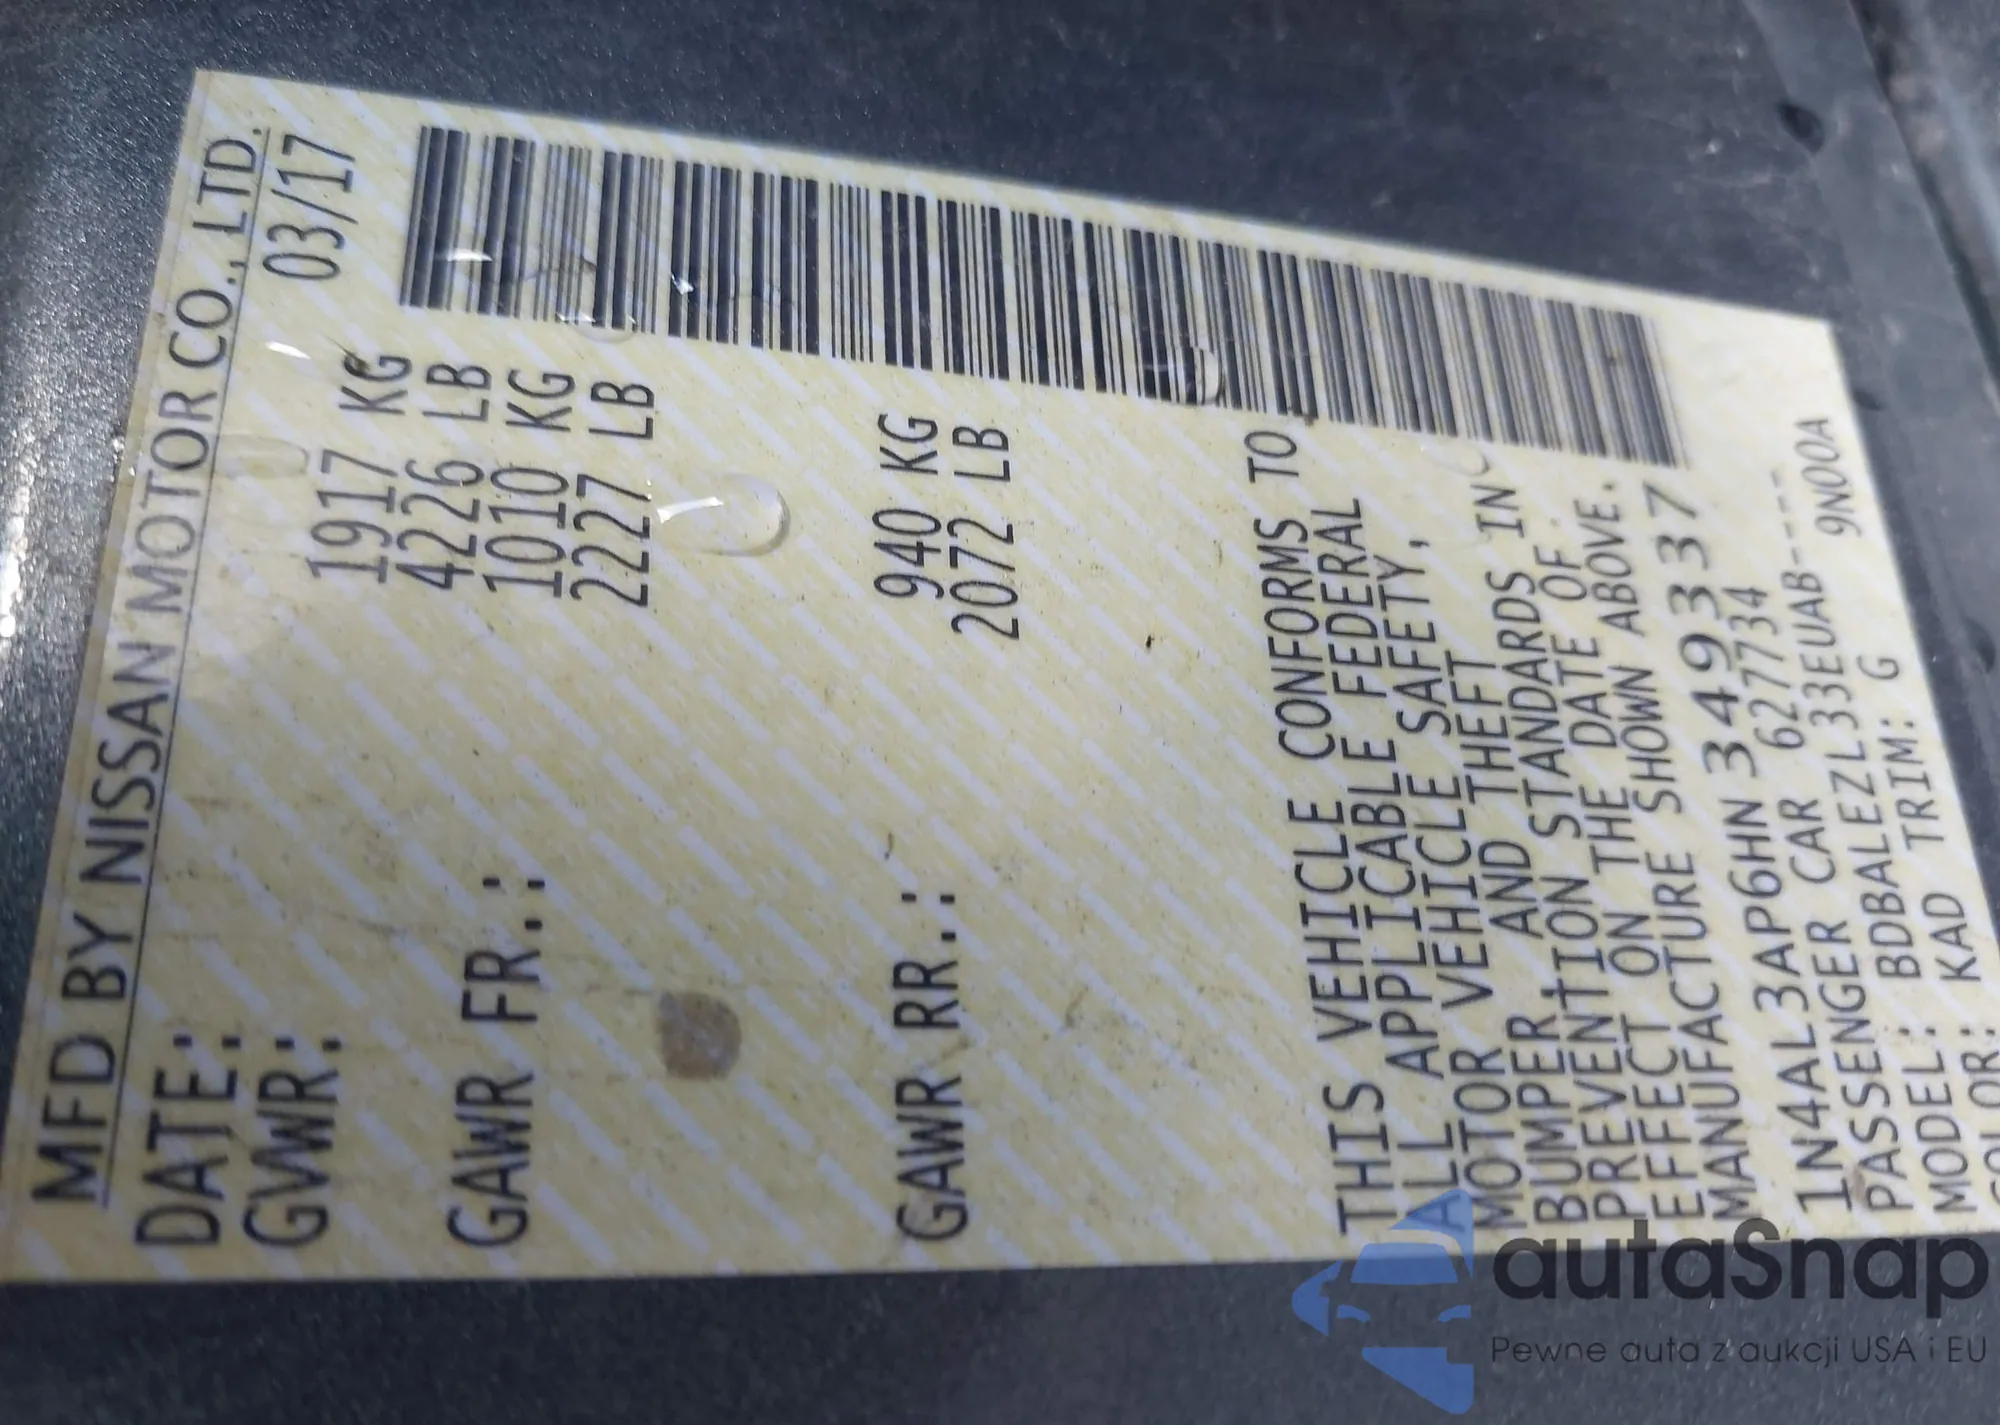 MFD BY NISSAN MOTOR CO., LTD.
DATE: 03/17
GVWR: 1917 KG
4226 LB
GAWR FR.: 1010 KG
2227 LB
GAWR RR.: 940 KG
2072 LB
THIS VEHICLE CONFORMS TO
ALL APPLICABLE FEDERAL
MOTOR VEHICLE SAFETY,
BUMPER, AND THEFT
PREVENTION STANDARDS IN
EFFECT ON THE DATE OF
MANUFACTURE SHOWN ABOVE.
1N4AL3AP6HN 349337
PASSENGER CAR 627734
MODEL: BDBALEZL33EUAB----
COLOR: KAD TRIM: G 9N00A
autaSnap
Pewne auta z aukcji USA i EU